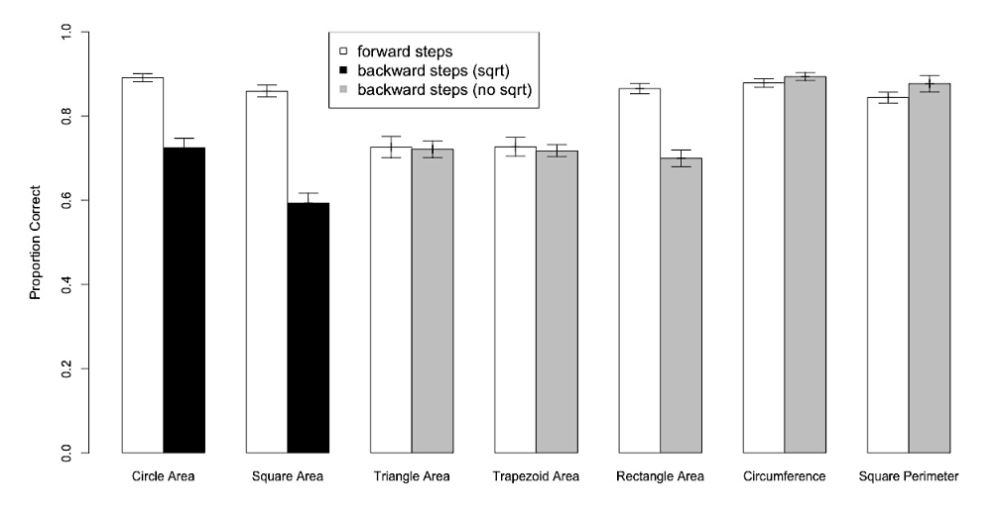 1.0
0.8
0.6
0.4
0.2
0.0
Proportion Correct
forward steps
backward steps (sqrt)
backward steps (no sqrt)
Circle Area
Square Area
Triangle Area
Trapezoid Area
Rectangle Area
Circumference
Square Perimeter